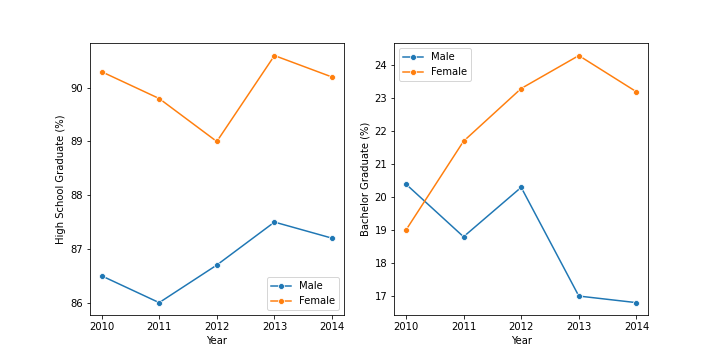 High School Graduate (%)
90
89
88
87
86
Male
Female
2010 2011 2012 2013 2014
Year
Bachelor Graduate (%)
Male
Female
24
23
22
21
20
19
18
17
2010 2011 2012 2013 2014
Year